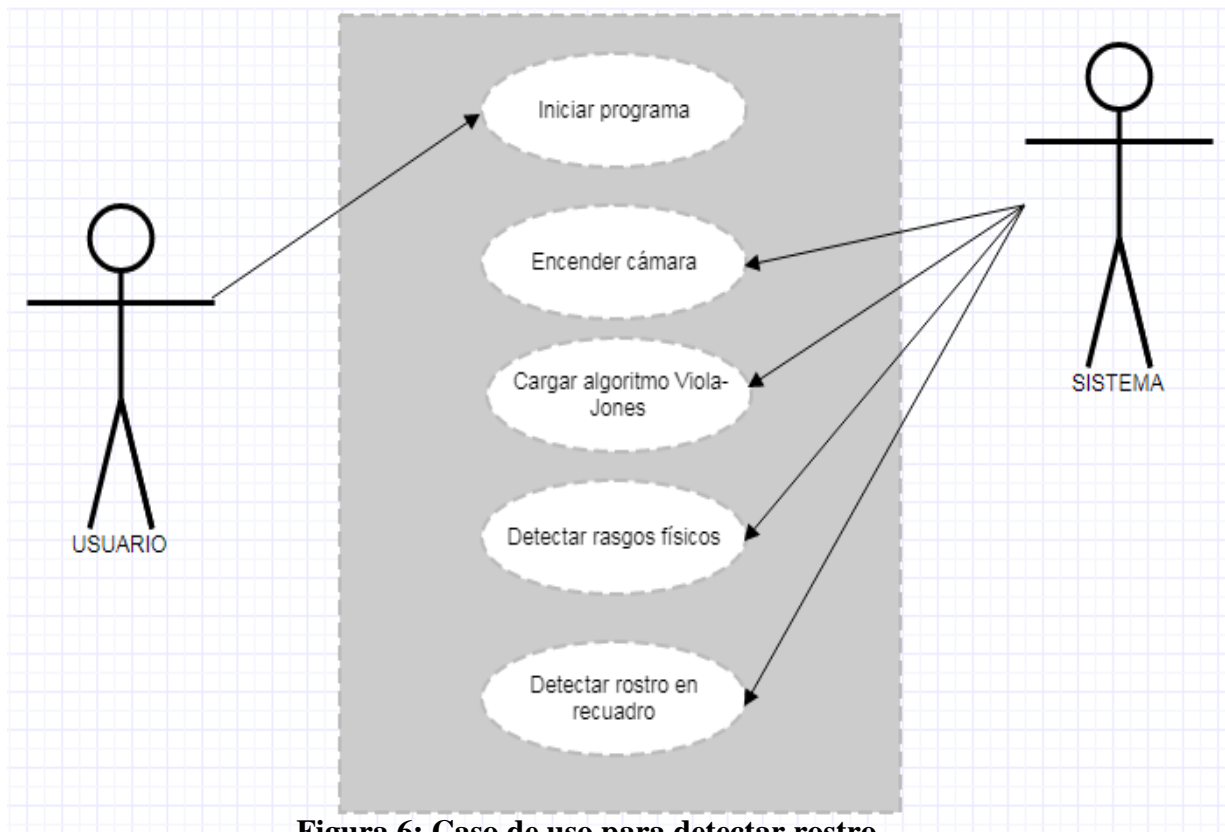 Iniciar programa
Encender cámara
Cargar algoritmo Viola-
Jones
Detectar rasgos físicos
Detectar rostro en
recuadro
USUARIO
SISTEMA
Figura 6: Caso de uso para detectar rostro